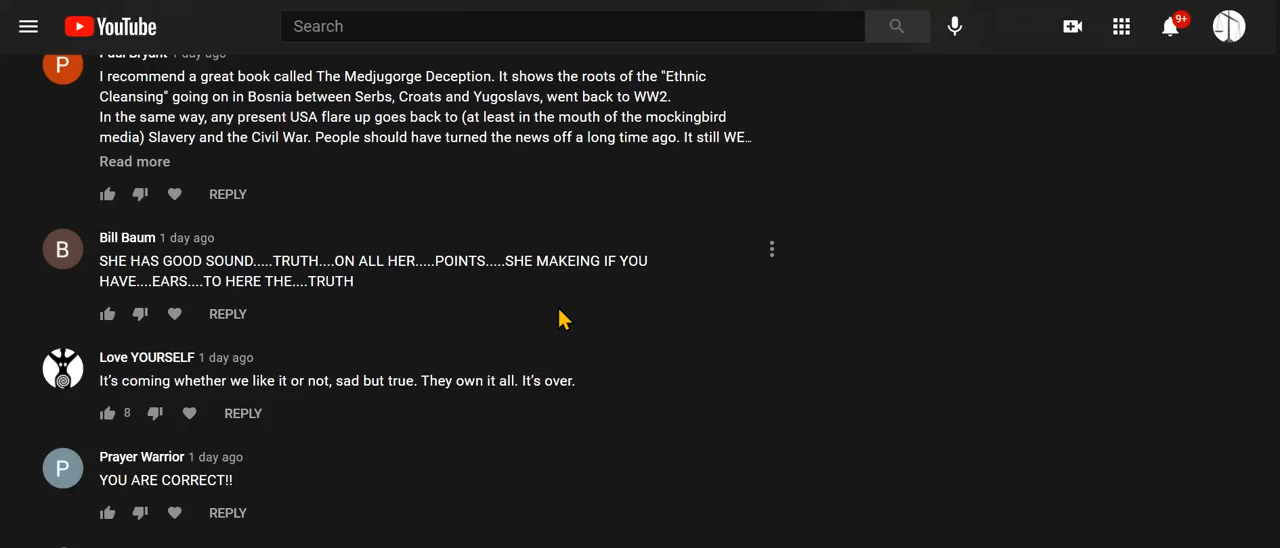 YouTube
Search
9+
P
Paul Bryant 1 day ago
I recommend a great book called The Medjugorge Deception. It shows the roots of the "Ethnic
Cleansing" going on in Bosnia between Serbs, Croats and Yugoslavs, went back to WW2.
In the same way, any present USA flare up goes back to (at least in the mouth of the mockingbird
media) Slavery and the Civil War. People should have turned the news off a long time ago. It still WE...
Read more
REPLY
B
Bill Baum 1 day ago
SHE HAS GOOD SOUND.....TRUTH....ON ALL HER.....POINTS.....SHE MAKEING IF YOU
HAVE....EARS....TO HERE THE....TRUTH
REPLY
Love YOURSELF 1 day ago
It’s coming whether we like it or not, sad but true. They own it all. It’s over.
8 REPLY
P
Prayer Warrior 1 day ago
YOU ARE CORRECT!!
REPLY